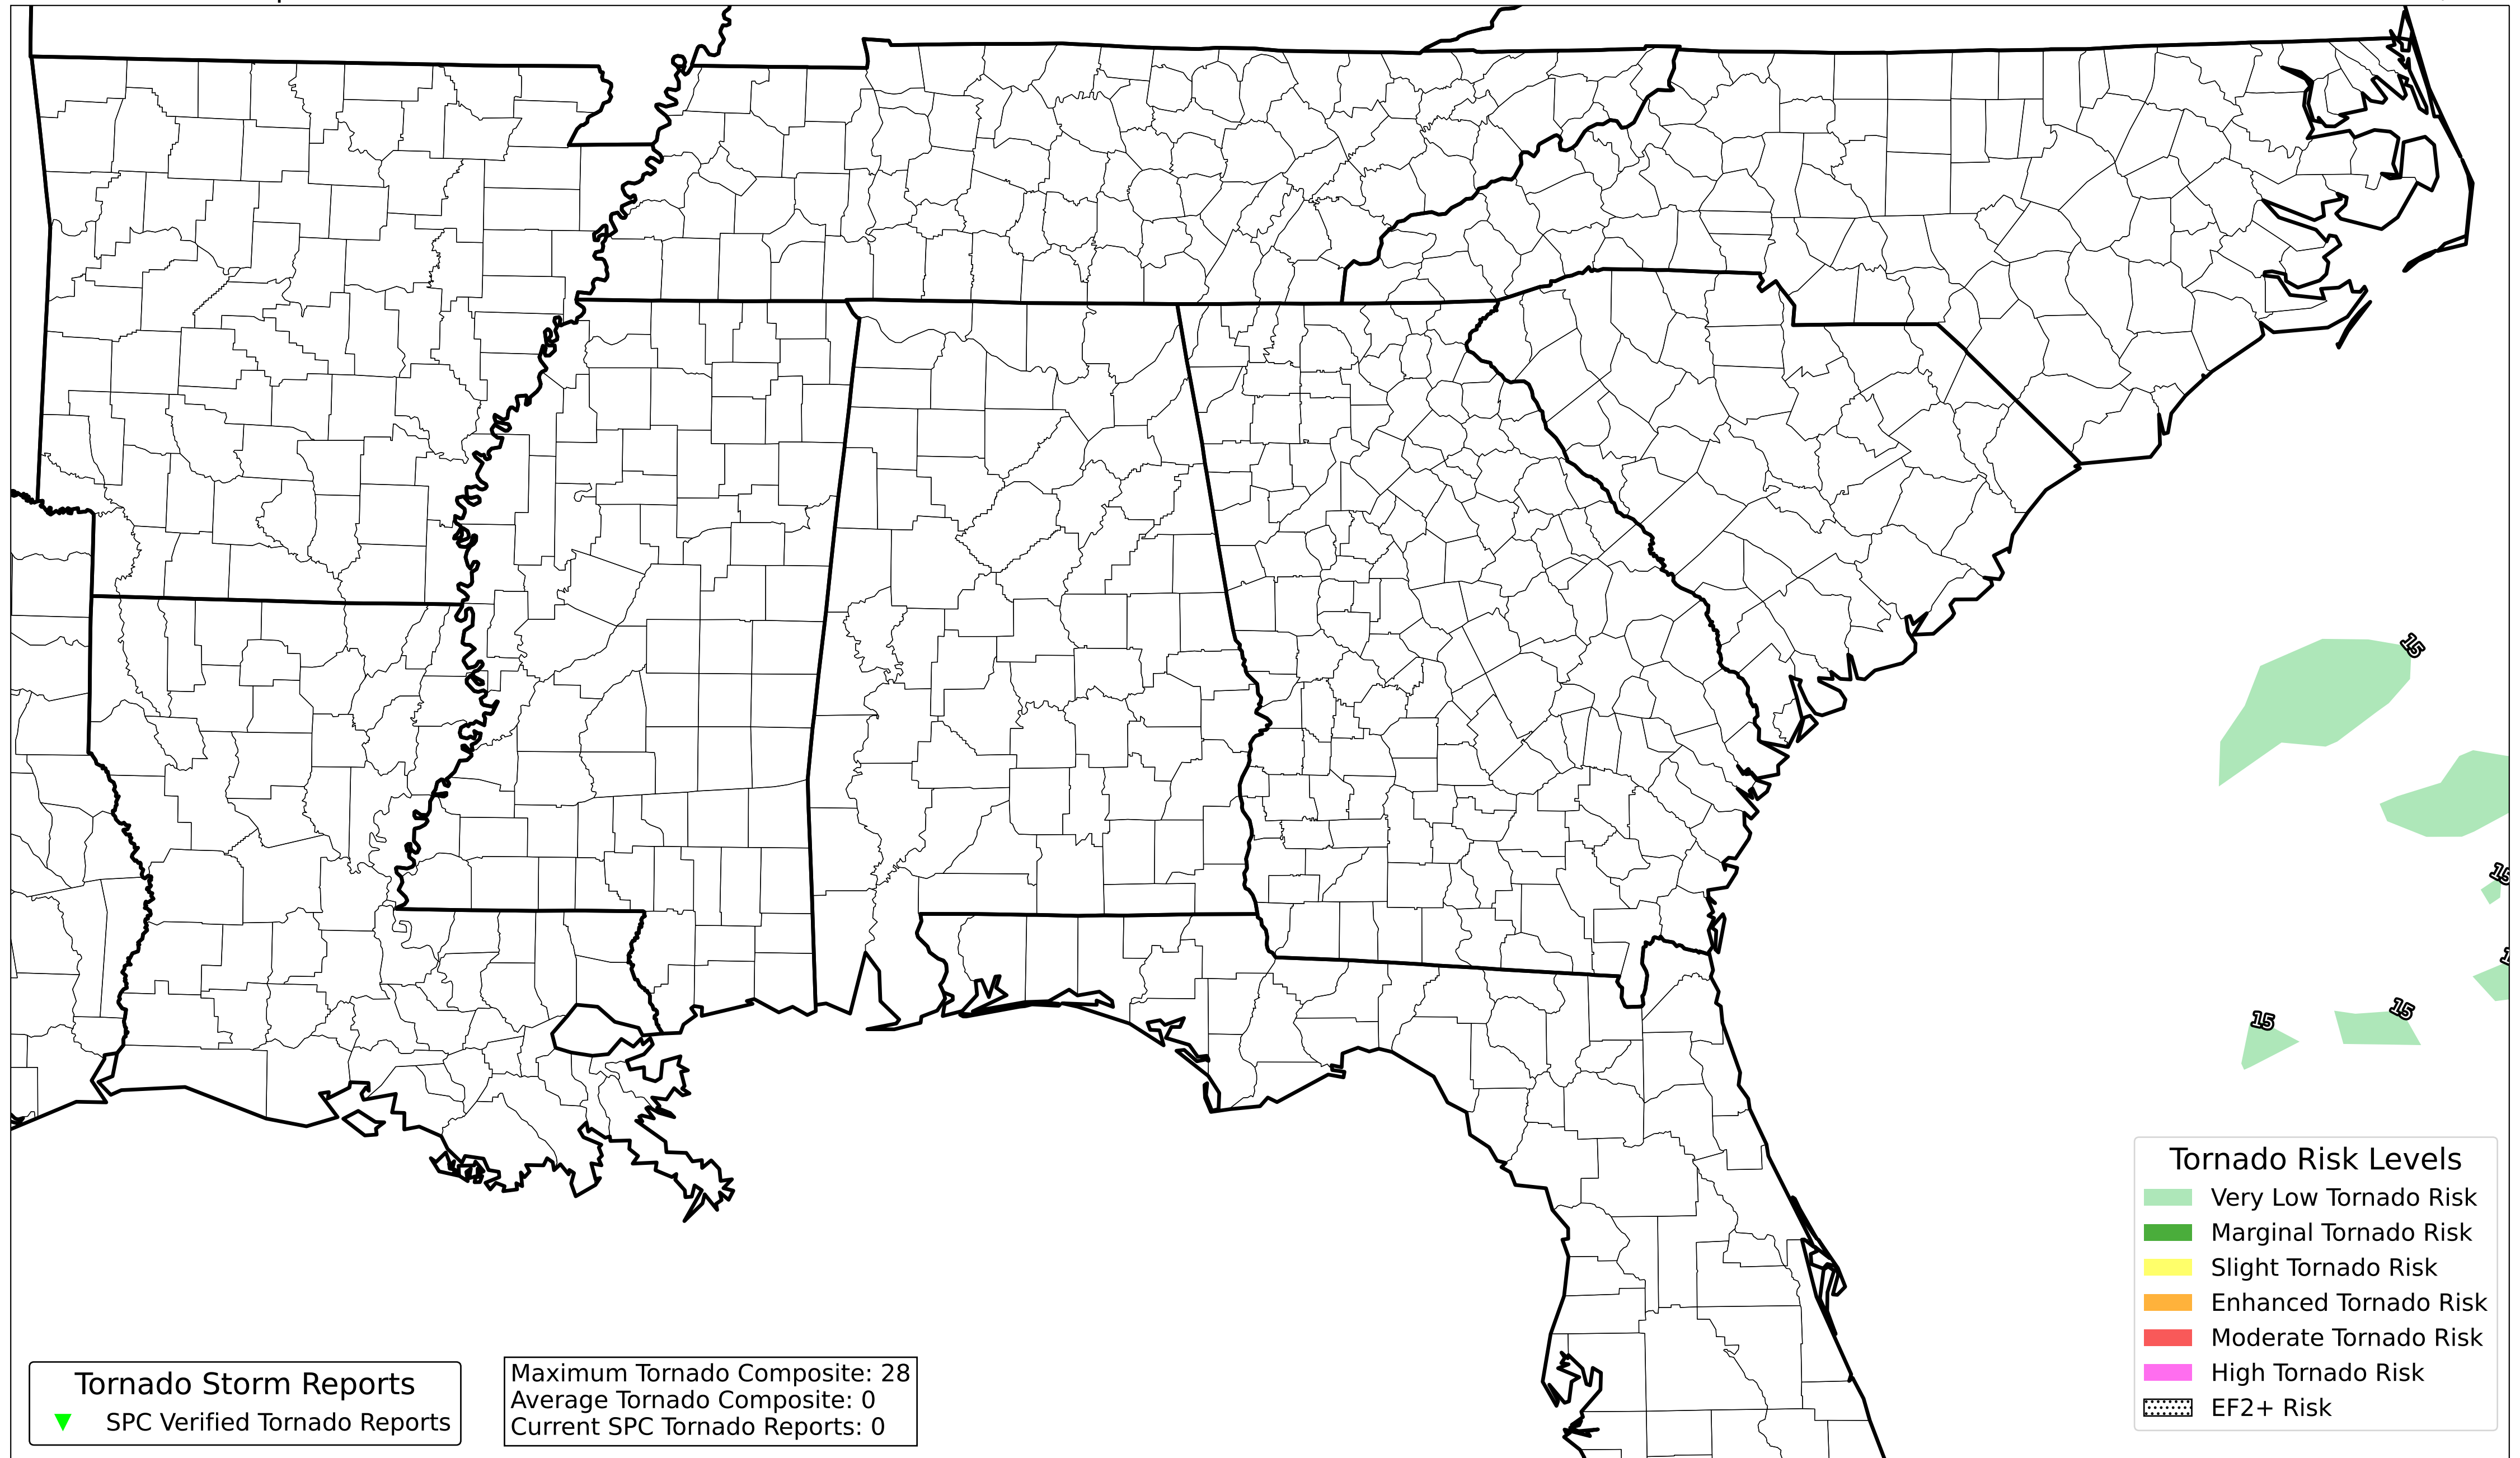 15
15
15
15
Tornado Risk Levels
Very Low Tornado Risk
Marginal Tornado Risk
Slight Tornado Risk
Enhanced Tornado Risk
Moderate Tornado Risk
High Tornado Risk
EF2+ Risk
Tornado Storm Reports
SPC Verified Tornado Reports
Maximum Tornado Composite: 28
Average Tornado Composite: 0
Current SPC Tornado Reports: 0